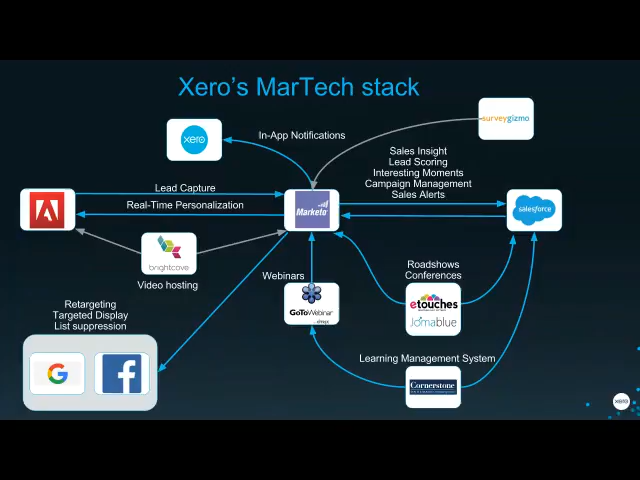 Xero's MarTech stack
surveygizmo
xero
In-App Notifications
Sales Insight
Lead Scoring
Interesting Moments
Campaign Management
Sales Alerts
Lead Capture
Real-Time Personalization
Marketo
salesforce
brightcove
Video hosting
Webinars
GoToWebinar
Roadshows
Conferences
etouches
Jomablue
Retargeting
Targeted Display
List suppression
G
f
Learning Management System
Cornerstone
xero